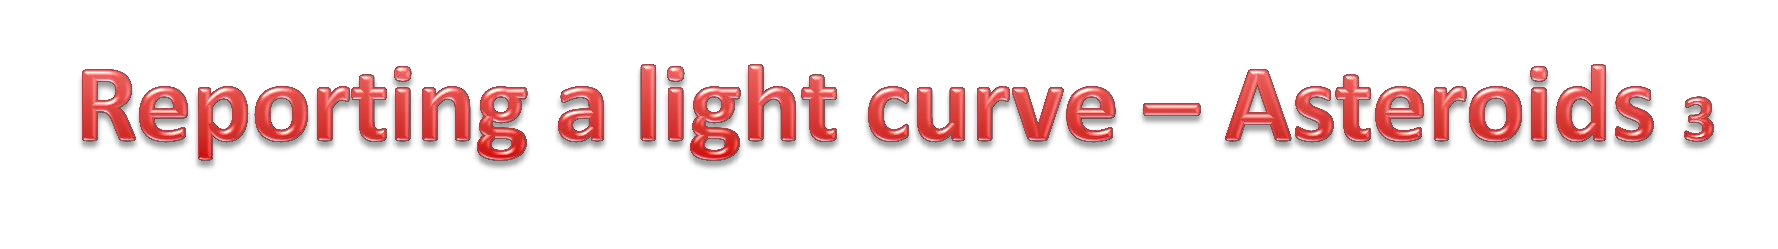 Reporting a light curve – Asteroids 3